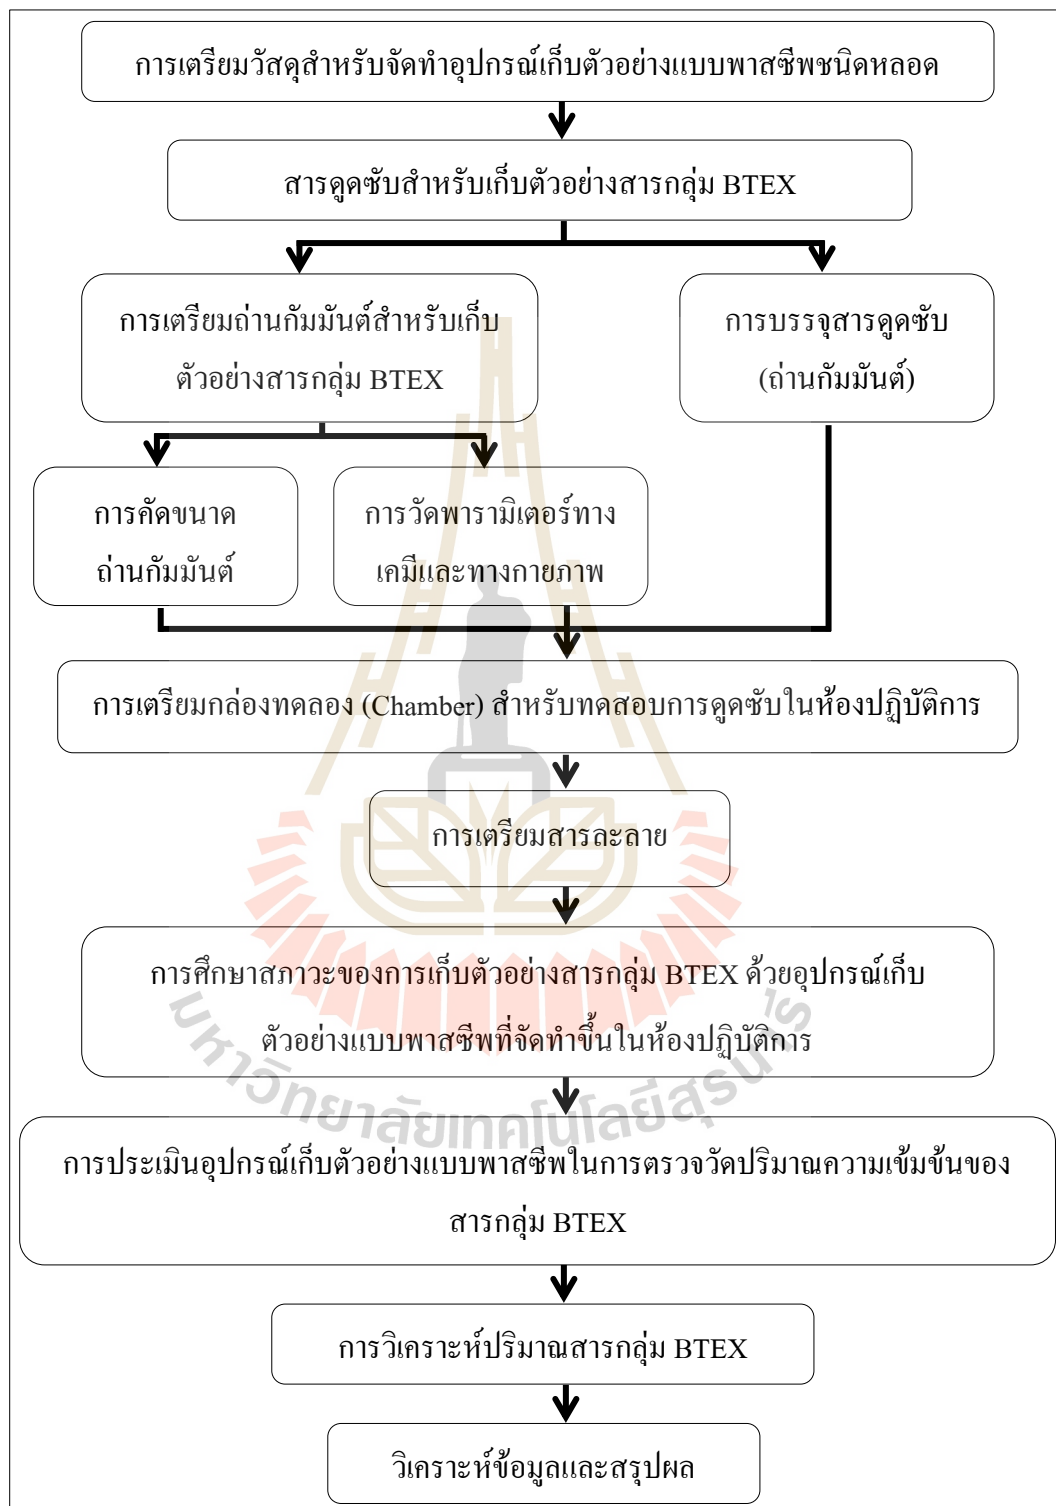 การเตรียมวัสดุสำหรับจัดทำอุปกรณ์เก็บตัวอย่างแบบพาสซีพชนิดหลอด
สารดูดซับสำหรับเก็บตัวอย่างสารกลุ่ม BTEX
การเตรียมถ่านกัมมันต์สำหรับเก็บ
ตัวอย่างสารกลุ่ม BTEX
การบรรจุสารดูดซับ
(ถ่านกัมมันต์)
การคัดขนาด
ถ่านกัมมันต์
การวัดพารามิเตอร์ทาง
เคมีและทางกายภาพ
การเตรียมกล่องทดลอง (Chamber) สำหรับทดสอบการดูดซับในห้องปฏิบัติการ
การเตรียมสารละลาย
การศึกษาสภาวะของการเก็บตัวอย่างสารกลุ่ม BTEX ด้วยอุปกรณ์เก็บ
ตัวอย่างแบบพาสซีพที่จัดทำขึ้นในห้องปฏิบัติการ
มหาวิทยาลัยเทคโนโลยีสุรนารี
การประเมินอุปกรณ์เก็บตัวอย่างแบบพาสซีพในการตรวจวัดปริมาณความเข้มข้นของ
สารกลุ่ม BTEX
การวิเคราะห์ปริมาณสารกลุ่ม BTEX
วิเคราะห์ข้อมูลและสรุปผล